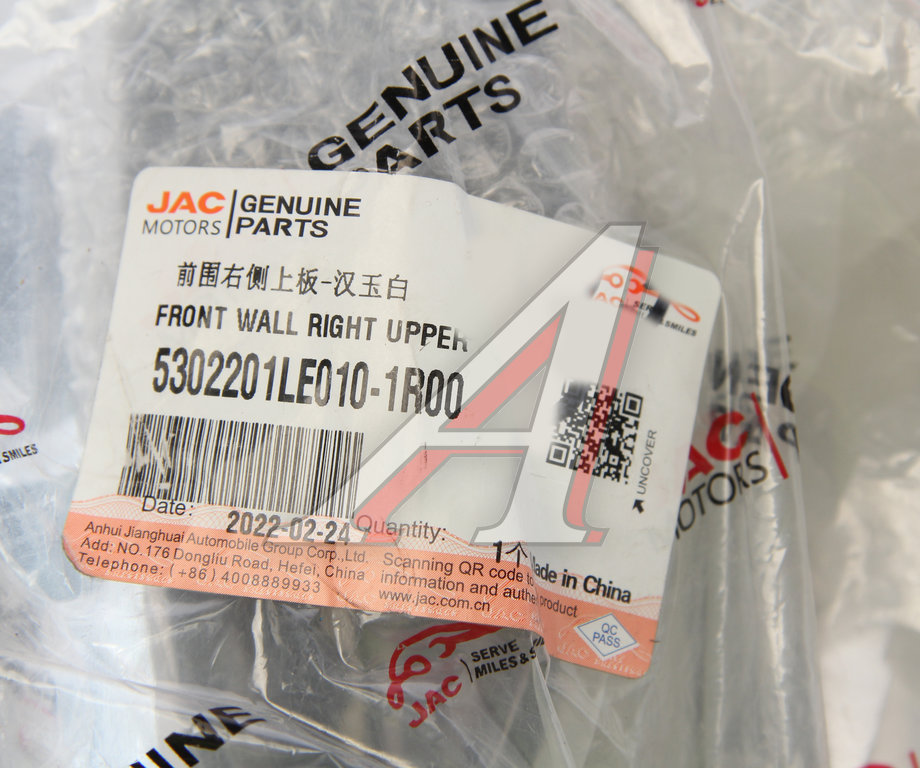 GENUINE
PARTS
JAC MOTORS
GENUINE
PARTS
前围右侧上板-汉玉白
FRONT WALL RIGHT UPPER
5302201LE010-1R00
SMILES
UNCOVER
Date: 2022-02-24
Quantity: 1个
Made in China
Anhui Jianghuai Automobile Group Corp., Ltd.
Add: NO.176 Dongliu Road, Hefei, China
Telephone: (+86) 4008889933
Scanning QR code to
information and authe product
www.jac.com.cn
QC
PASS
JAC
MOTORS
SMILES
SERVE
MILES &
JAC